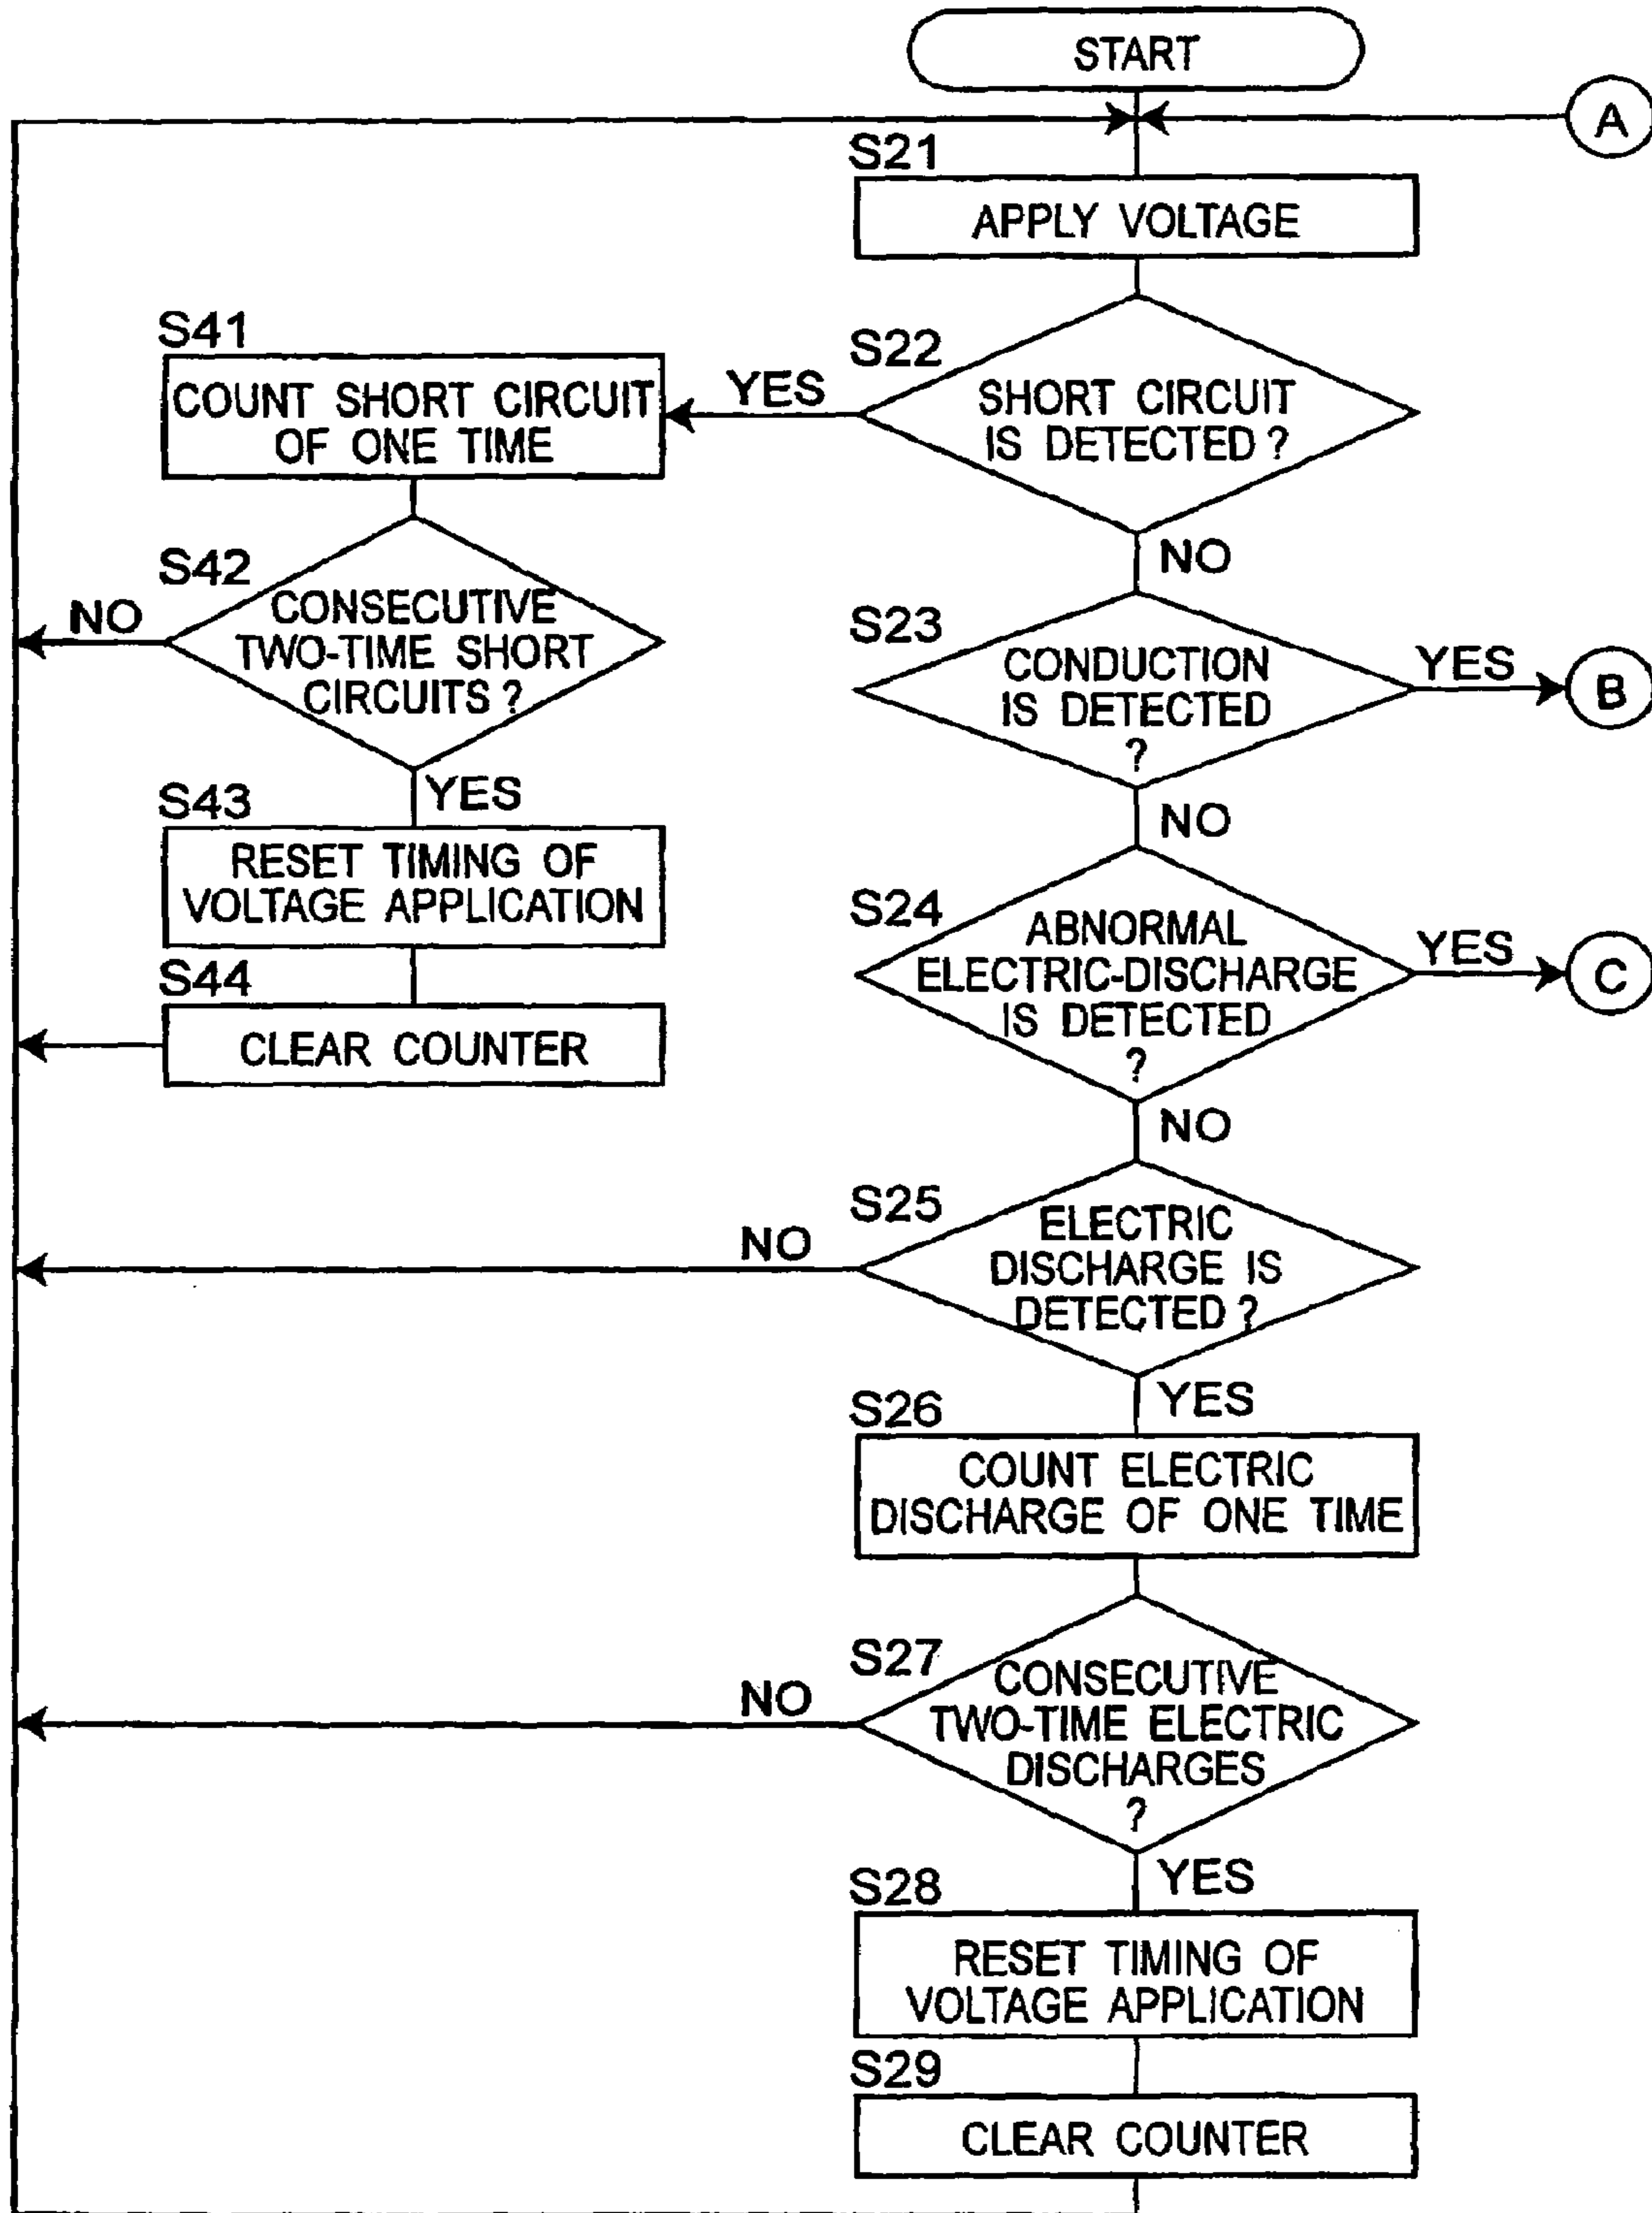 START
A
S21
APPLY VOLTAGE
S22
SHORT CIRCUIT
IS DETECTED ?
YES
NO
S41
COUNT SHORT CIRCUIT
OF ONE TIME
S42
CONSECUTIVE
TWO-TIME SHORT
CIRCUITS ?
NO
YES
S43
RESET TIMING OF
VOLTAGE APPLICATION
S44
CLEAR COUNTER
S23
CONDUCTION
IS DETECTED
?
YES
B
NO
S24
ABNORMAL
ELECTRIC-DISCHARGE
IS DETECTED
?
YES
C
NO
S25
ELECTRIC
DISCHARGE IS
DETECTED ?
NO
YES
S26
COUNT ELECTRIC
DISCHARGE OF ONE TIME
S27
CONSECUTIVE
TWO-TIME ELECTRIC
DISCHARGES
?
NO
YES
S28
RESET TIMING OF
VOLTAGE APPLICATION
S29
CLEAR COUNTER